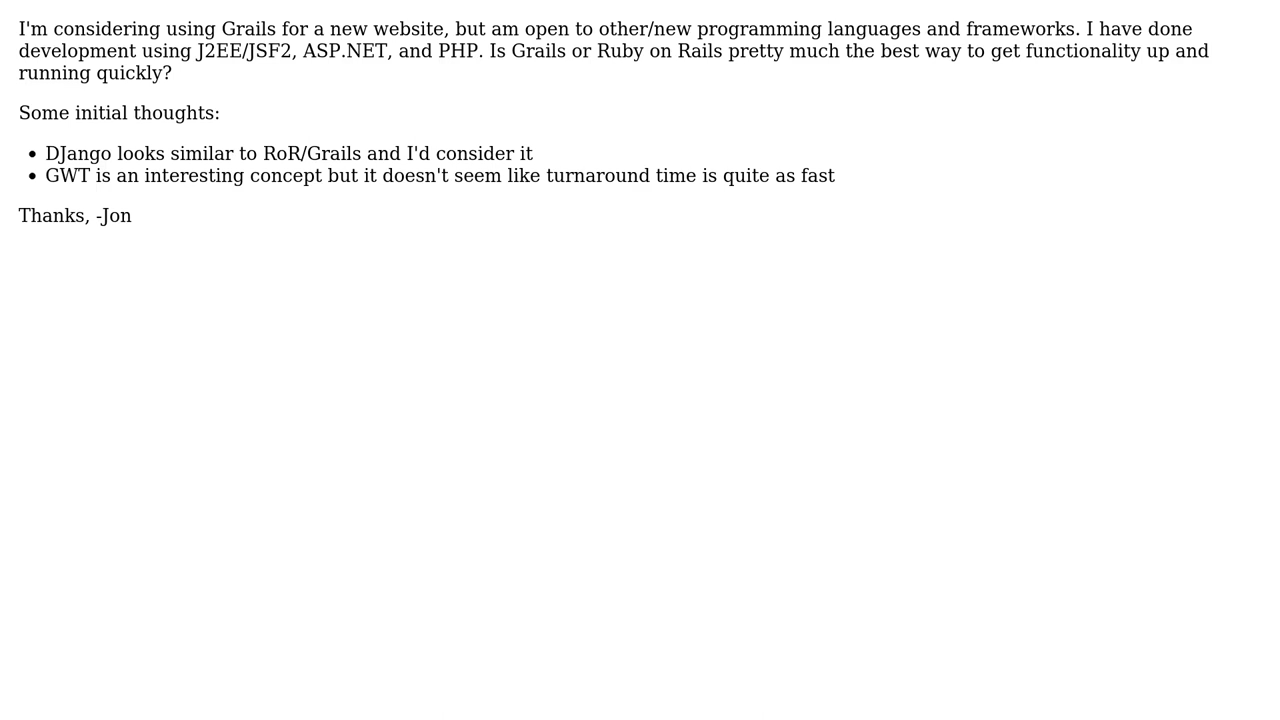 I'm considering using Grails for a new website, but am open to other/new programming languages and frameworks. I have done
development using J2EE/JSF2, ASP.NET, and PHP. Is Grails or Ruby on Rails pretty much the best way to get functionality up and
running quickly?
Some initial thoughts:
• DJango looks similar to RoR/Grails and I'd consider it
• GWT is an interesting concept but it doesn't seem like turnaround time is quite as fast
Thanks, -Jon